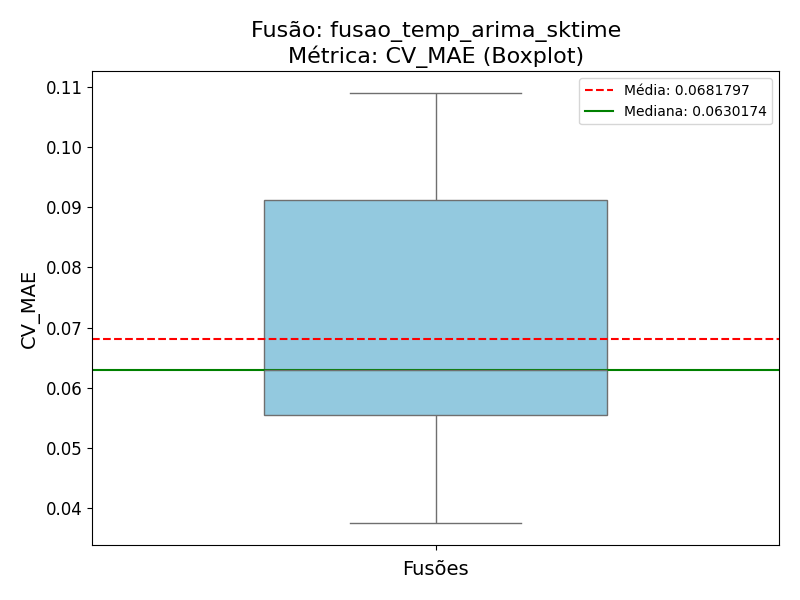 Fusão: fusao_temp_arima_sktime
Métrica: CV_MAE (Boxplot)
Média: 0.0681797
Mediana: 0.0630174
0.11
0.10
0.09
0.08
0.07
0.06
0.05
0.04
CV_MAE
Fusões